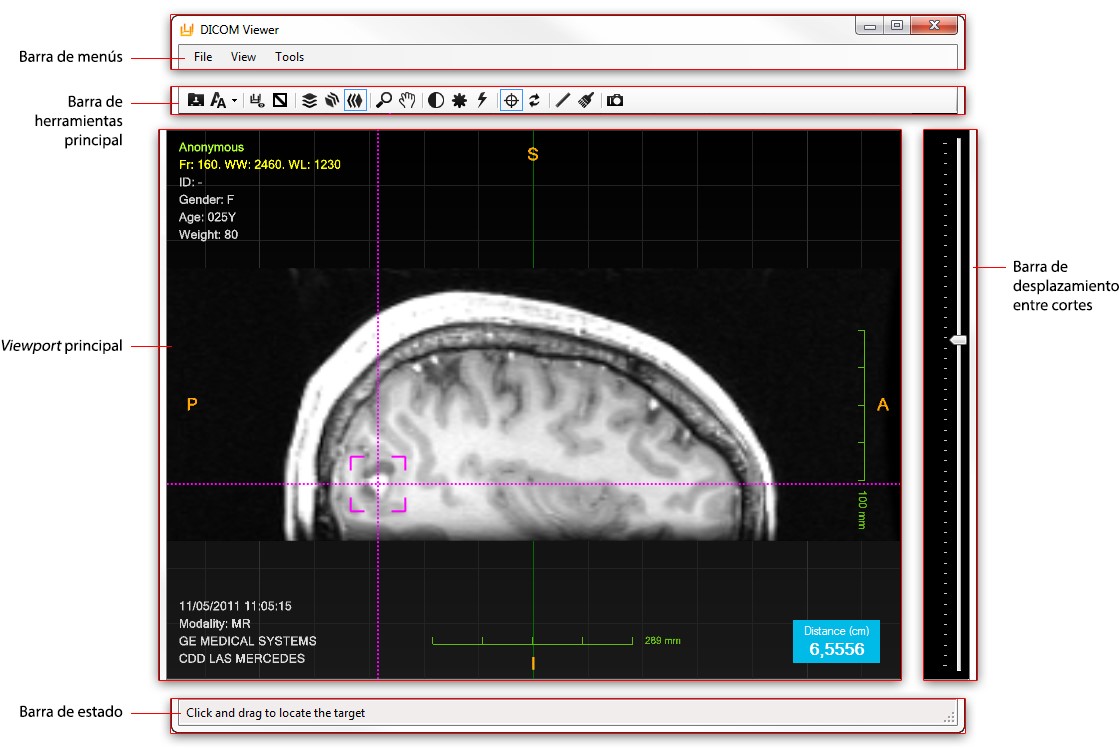 DICOM Viewer
Barra de menús
File View Tools
Barra de
herramientas
principal
Anonymous
Fr: 160. WW: 2460. WL: 1230
ID: -
Gender: F
Age: 025Y
Weight: 80
S
Barra de
desplazamiento
entre cortes
Viewport principal
P
A
100 mm
11/05/2011 11:05:15
Modality: MR
GE MEDICAL SYSTEMS
CDD LAS MERCEDES
269 mm
I
Distance (cm)
6,5556
Barra de estado
Click and drag to locate the target